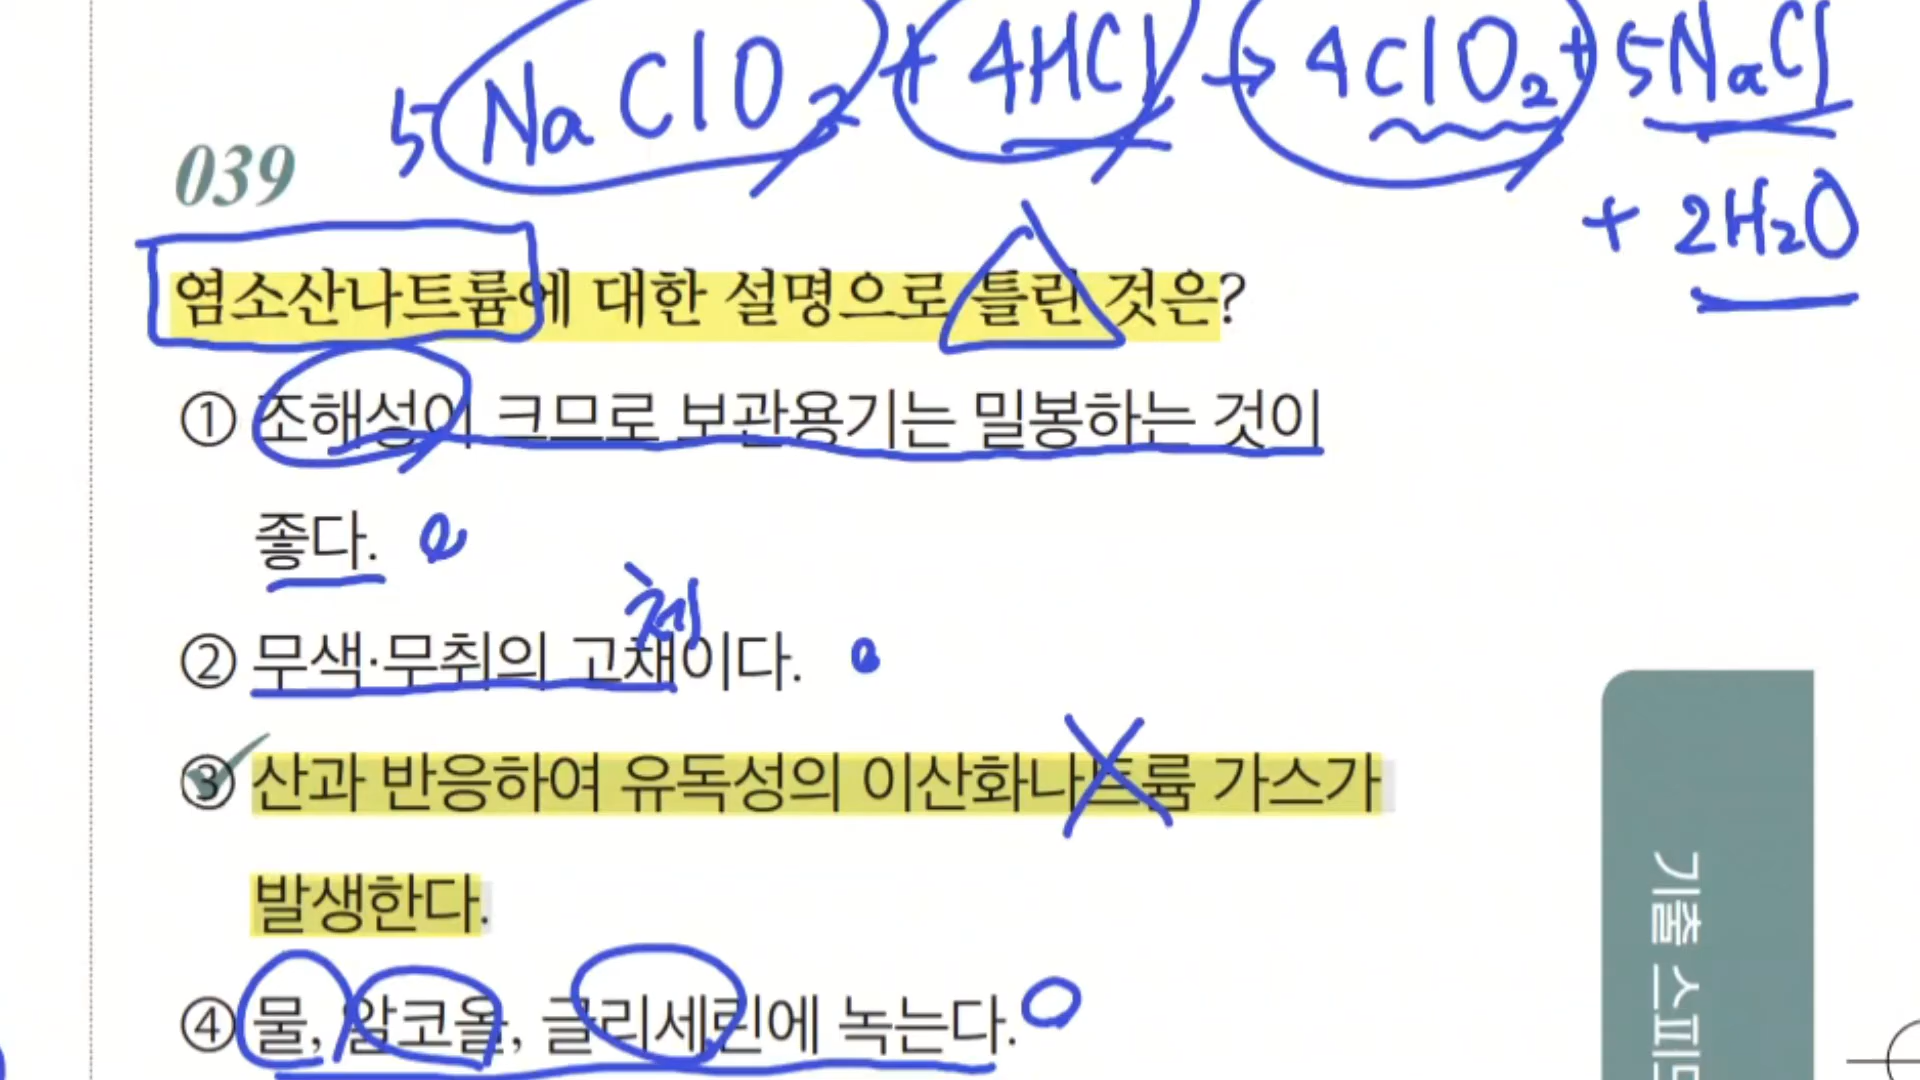 5NaClO2 + 4HCl → 4ClO2 + 5NaCl
+ 2H2O
039
염소산나트륨에 대한 설명으로 틀린 것은?
① 조해성이 크므로 보관용기는 밀봉하는 것이
좋다.
체
② 무색·무취의 고채이다.
③ 산과 반응하여 유독성의 이산화나트륨 가스가
발생한다.
④ 물, 알코올, 글리세린에 녹는다.
기출 스피드